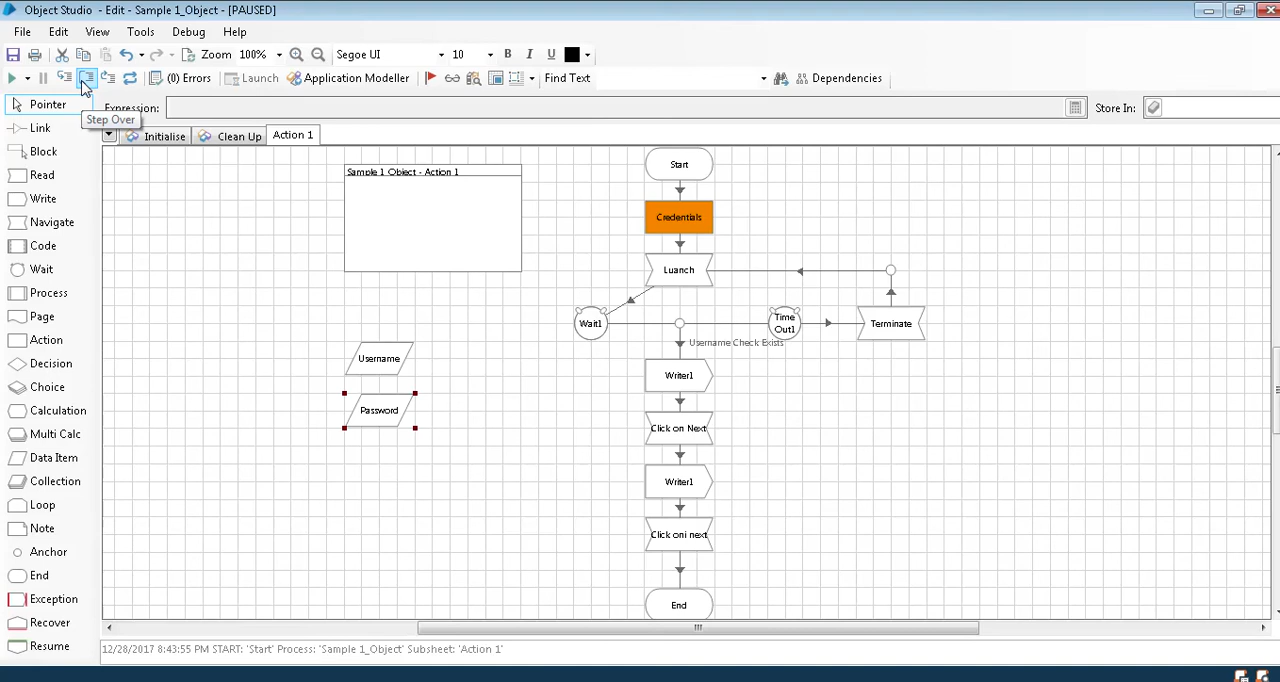 Object Studio - Edit - Sample 1_Object - [PAUSED]
File Edit View Tools Debug Help
Zoom 100% Segoe UI 10 B I U
(0) Errors Launch Application Modeller Find Text Dependencies
Pointer Expression: Store In:
Step Over
Link Initialise Clean Up Action 1
Block
Read
Write
Navigate
Code
Wait
Process
Page
Action
Decision
Choice
Calculation
Multi Calc
Data Item
Collection
Loop
Note
Anchor
End
Exception
Recover
Resume
Sample 1_Object - Action 1
Username
Password
Start
Credentials
Luanch
Wait1
Time
Out1
Terminate
Username Check Exists
Writer1
Click on Next
Writer1
Click oni next
End
12/28/2017 8:43:55 PM START: 'Start' Process: 'Sample 1_Object' Subsheet: 'Action 1'